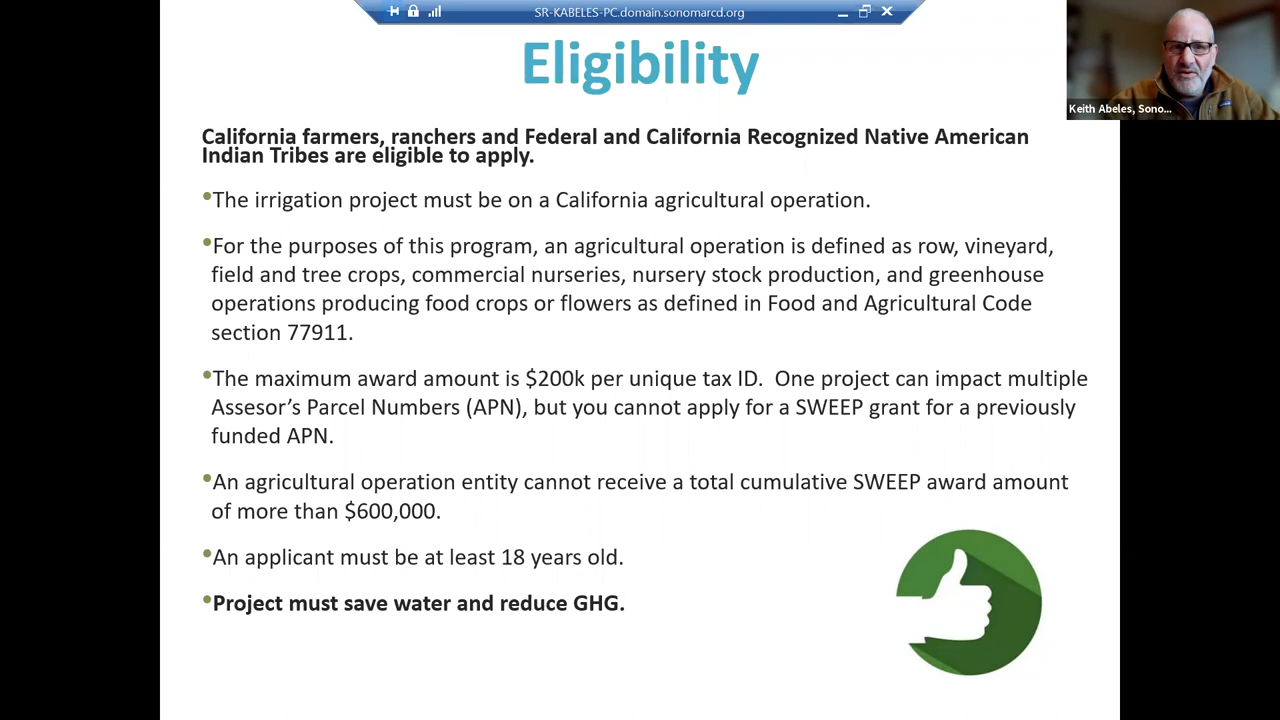 SR-KABELES-PC.domain.sonomarcd.org
Eligibility
Keith Abeles, Sono...
California farmers, ranchers and Federal and California Recognized Native American
Indian Tribes are eligible to apply.
•The irrigation project must be on a California agricultural operation.
•For the purposes of this program, an agricultural operation is defined as row, vineyard,
field and tree crops, commercial nurseries, nursery stock production, and greenhouse
operations producing food crops or flowers as defined in Food and Agricultural Code
section 77911.
•The maximum award amount is $200k per unique tax ID.  One project can impact multiple
Assesor’s Parcel Numbers (APN), but you cannot apply for a SWEEP grant for a previously
funded APN.
•An agricultural operation entity cannot receive a total cumulative SWEEP award amount
of more than $600,000.
•An applicant must be at least 18 years old.
•Project must save water and reduce GHG.